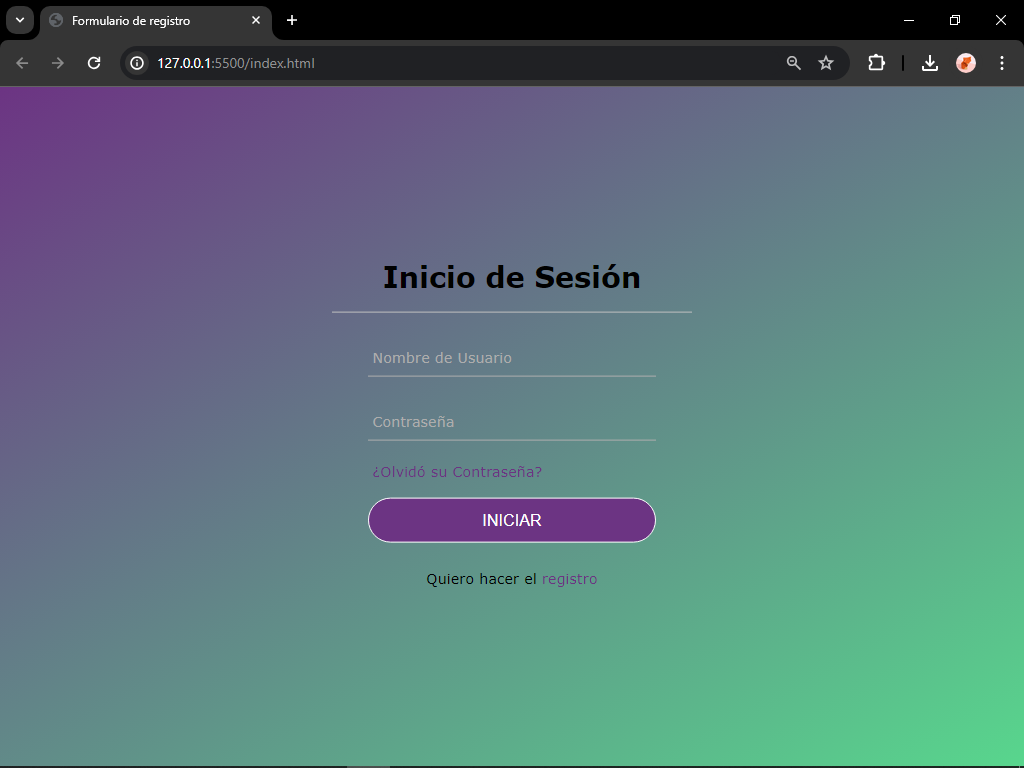 Formulario de registro
127.0.0.1:5500/index.html
Inicio de Sesión
Nombre de Usuario
Contraseña
¿Olvidó su Contraseña?
INICIAR
Quiero hacer el registro